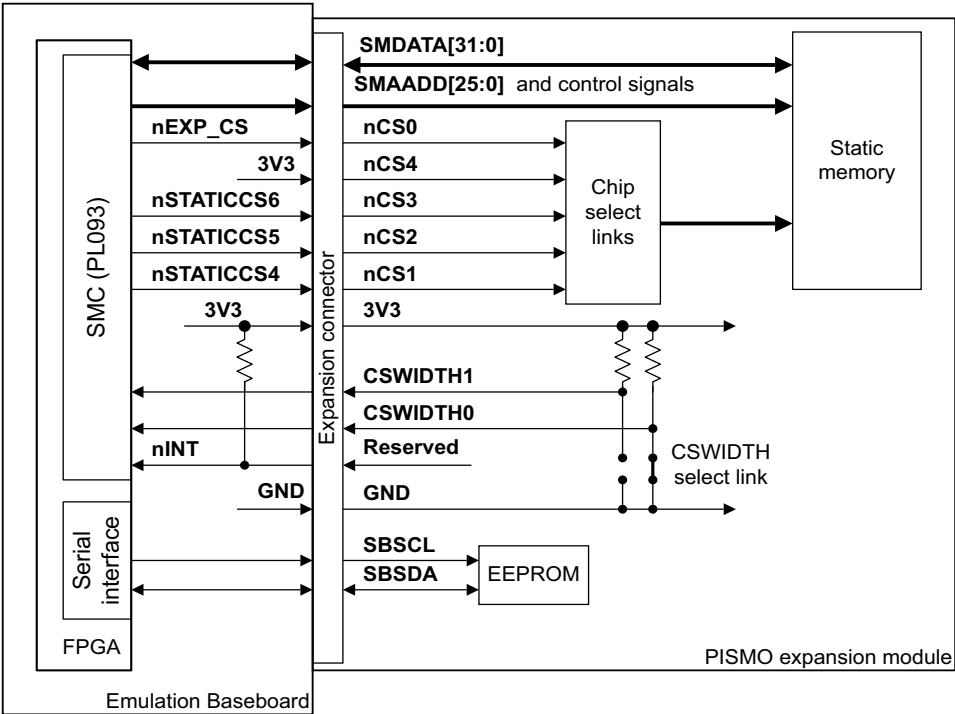 SMDATA[31:0]
SMAADD[25:0] and control signals
nEXP_CS
nCS0
3V3
nCS4
nSTATICCS6
nCS3
nSTATICCS5
nCS2
nSTATICCS4
nCS1
3V3
3V3
Chip
select
links
Static
memory
SMC (PL093)
Expansion connector
CSWIDTH1
CSWIDTH0
nINT
Reserved
CSWIDTH
select link
GND
GND
Serial
interface
SBSCL
SBSDA
EEPROM
FPGA
PISMO expansion module
Emulation Baseboard